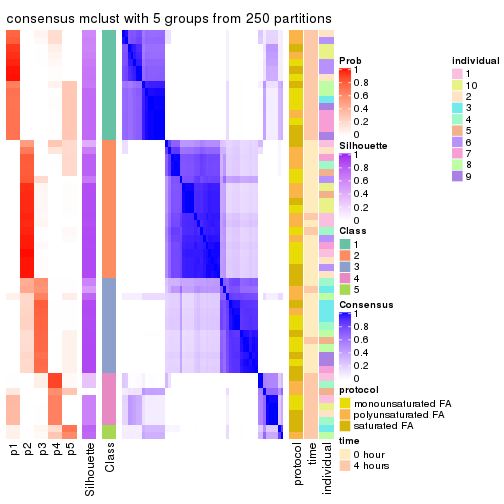 consensus mclust with 5 groups from 250 partitions
Prob
1
0.8
0.6
0.4
0.2
0
Silhouette
1
0.8
0.6
0.4
0.2
0
Class
1
2
3
4
5
Consensus
1
0.8
0.6
0.4
0.2
0
protocol
monounsaturated FA
polyunsaturated FA
saturated FA
time
0 hour
4 hours
individual
1
10
2
3
4
5
6
7
8
9
p1
p2
p3
p4
p5
Silhouette
Class
protocol
time
individual